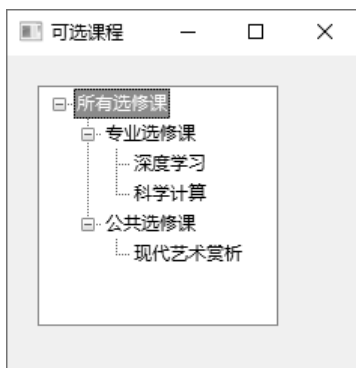 可选课程
所有选修课
专业选修课
深度学习
科学计算
公共选修课
现代艺术赏析